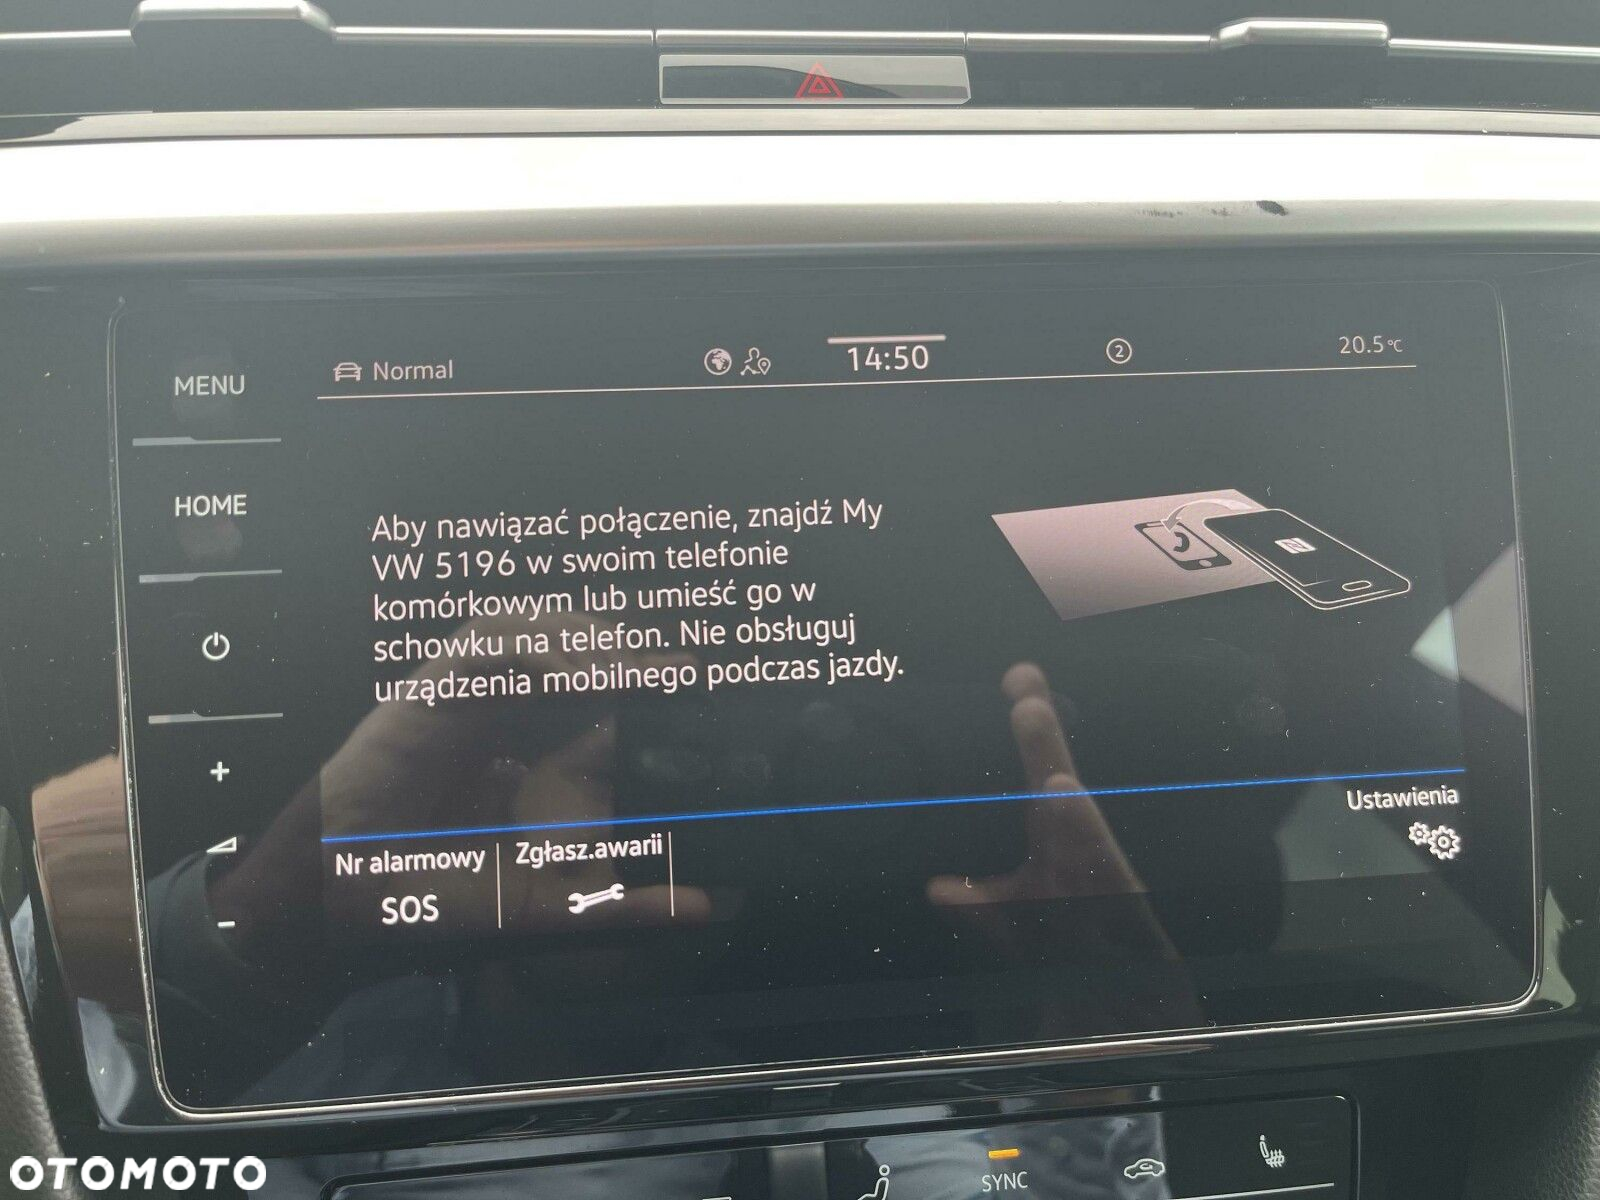 MENU
HOME
Normal
14:50
2
20.5°C
Aby nawiązać połączenie, znajdź My
VW 5196 w swoim telefonie
komórkowym lub umieść go w
schowku na telefon. Nie obsługuj
urządzenia mobilnego podczas jazdy.
Ustawienia
Nr alarmowy
SOS
Zgłasz.awarii
SYNC
OTOMOTO